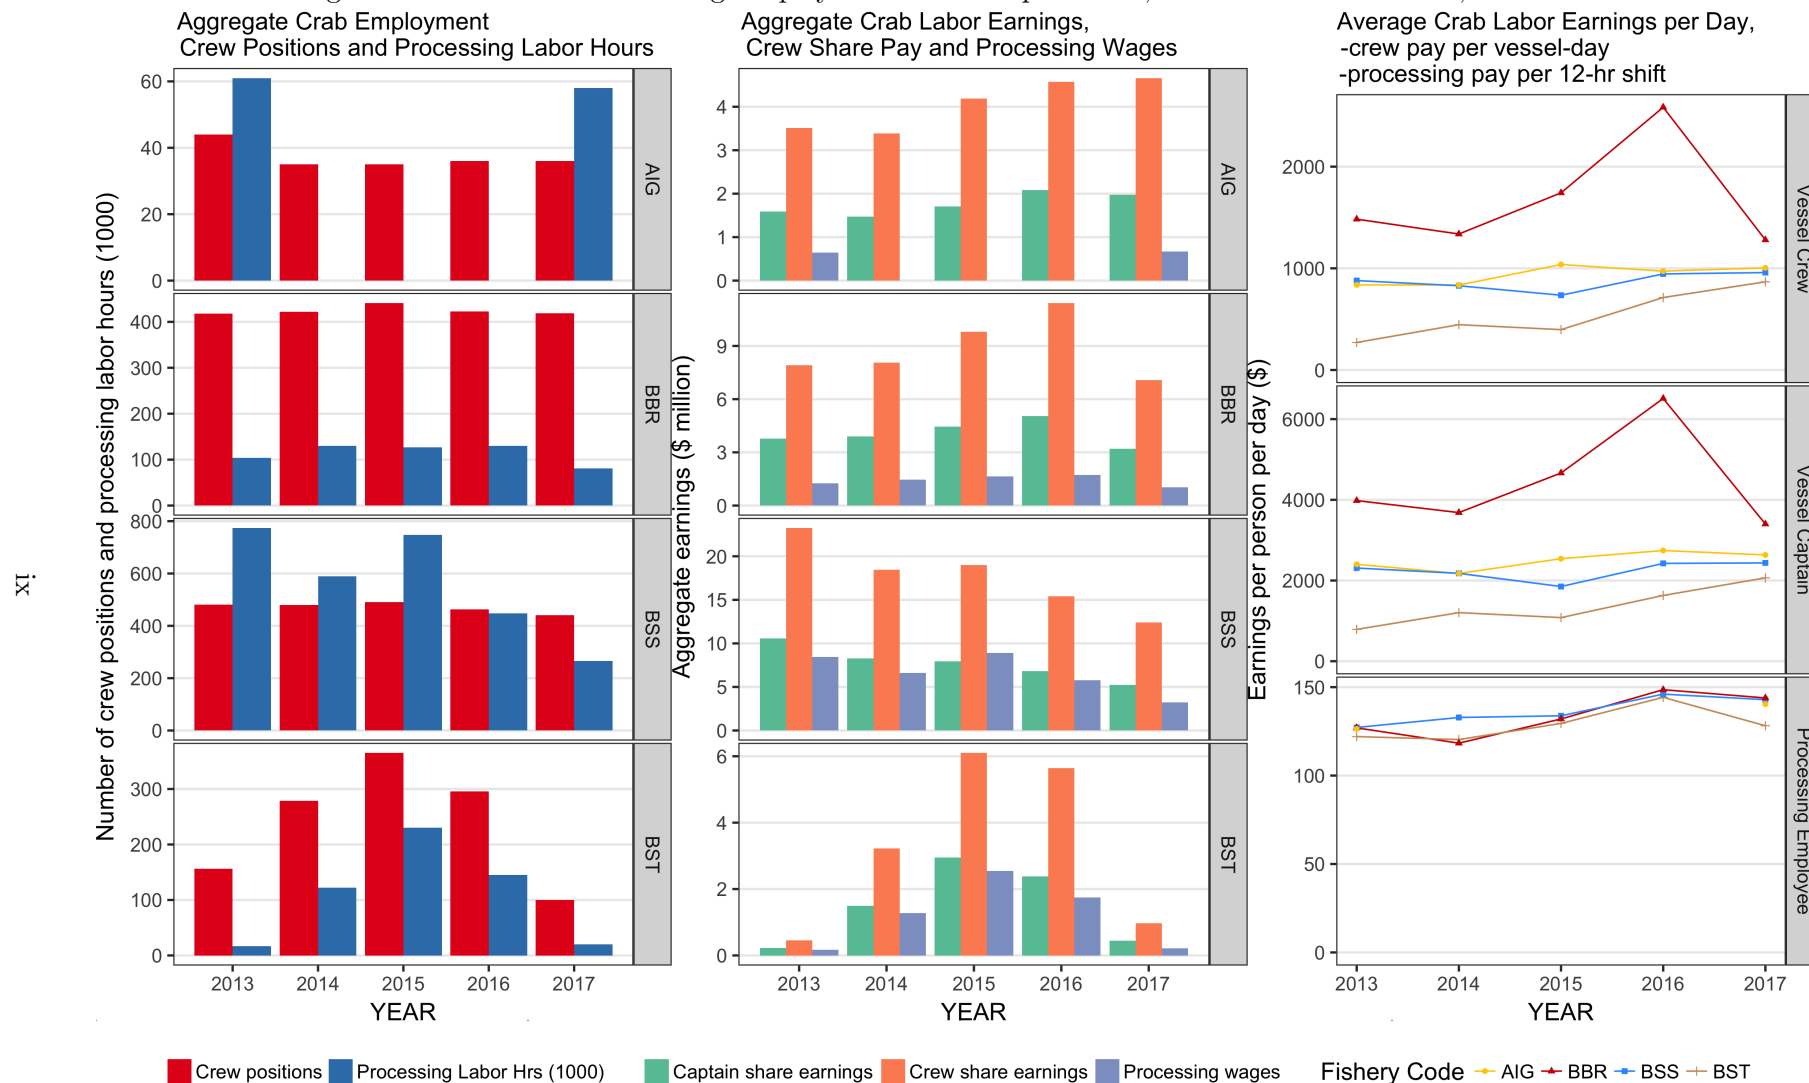 Aggregate Crab Employment
Crew Positions and Processing Labor Hours
Aggregate Crab Labor Earnings,
Crew Share Pay and Processing Wages
Average Crab Labor Earnings per Day,
-crew pay per vessel-day
-processing pay per 12-hr shift
Number of crew positions and processing labor hours (1000)
60
40
20
0
AIG
400
300
200
100
0
BBR
800
600
400
200
0
BSS
300
200
100
0
BST
2013 2014 2015 2016 2017
YEAR
Aggregate earnings ($ million)
4
3
2
1
0
AIG
9
6
3
0
BBR
20
15
10
5
0
BSS
6
4
2
0
BST
2013 2014 2015 2016 2017
YEAR
Earnings per person per day ($)
2000
1000
0
Vessel Crew
6000
4000
2000
0
Vessel Captain
150
100
50
0
Processing Employee
2013 2014 2015 2016 2017
YEAR
Crew positions Processing Labor Hrs (1000)
Captain share earnings Crew share earnings Processing wages
Fishery Code AIG BBR BSS BST
ix